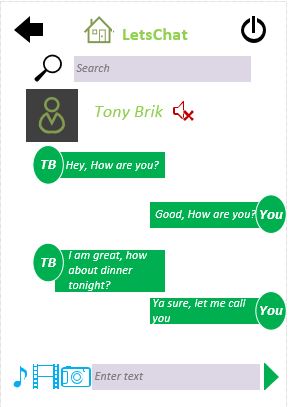 LetsChat
Search
Tony Brik
TB
Hey, How are you?
Good, How are you?
You
TB
I am great, how
about dinner
tonight?
Ya sure, let me call
you
You
Enter text